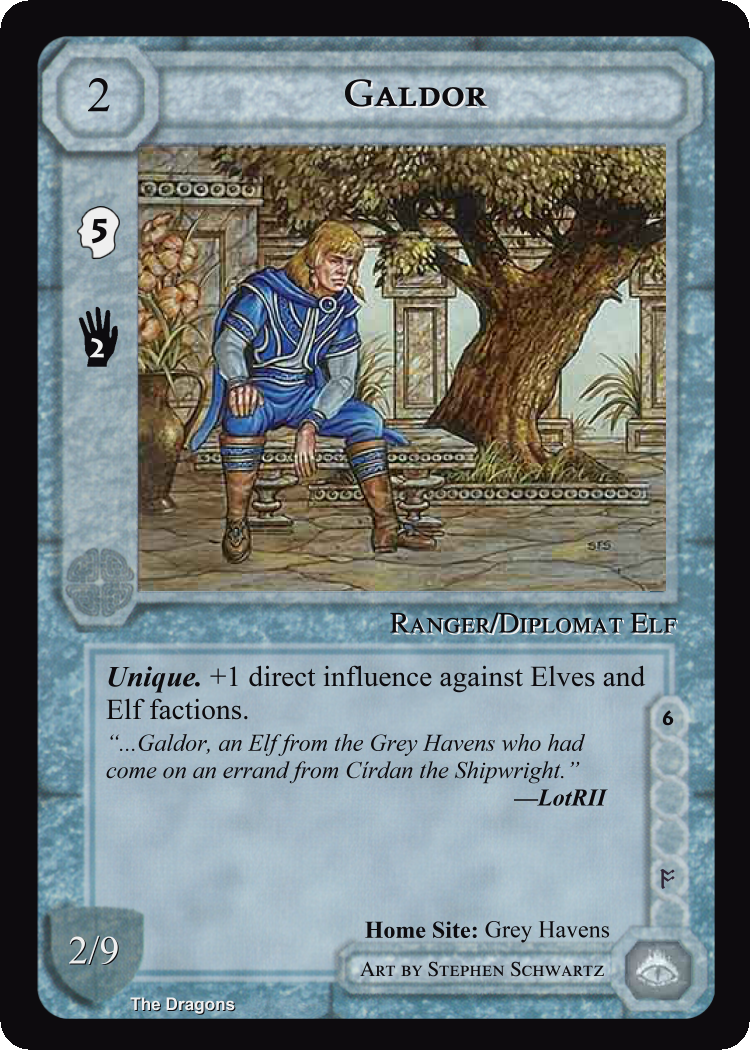 2
Galdor
5
2
SFS
Ranger/Diplomat Elf
Unique. +1 direct influence against Elves and
Elf factions.
“...Galdor, an Elf from the Grey Havens who had
come on an errand from Círdan the Shipwright.”
—LotRII
6
ᚩ
Home Site: Grey Havens
2/9
Art by Stephen Schwartz
The Dragons